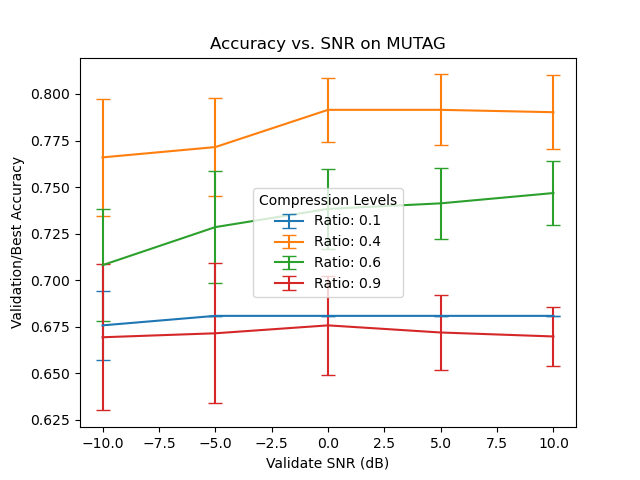 Accuracy vs. SNR on MUTAG
Validation/Best Accuracy
0.800
0.775
0.750
0.725
0.700
0.675
0.650
0.625
Compression Levels
Ratio: 0.1
Ratio: 0.4
Ratio: 0.6
Ratio: 0.9
−10.0 −7.5 −5.0 −2.5 0.0 2.5 5.0 7.5 10.0
Validate SNR (dB)